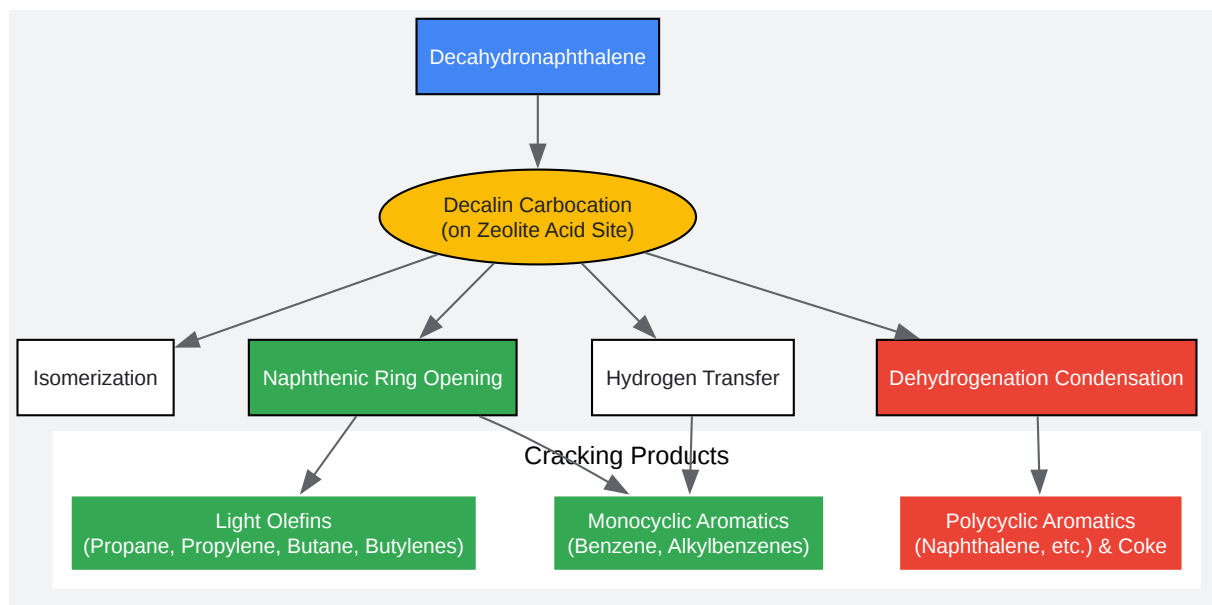 Decahydronaphthalene
Decalin Carbocation
(on Zeolite Acid Site)
Isomerization
Naphthenic Ring Opening
Hydrogen Transfer
Dehydrogenation Condensation
Cracking Products
Light Olefins
(Propane, Propylene, Butane, Butylenes)
Monocyclic Aromatics
(Benzene, Alkylbenzenes)
Polycyclic Aromatics
(Naphthalene, etc.) & Coke